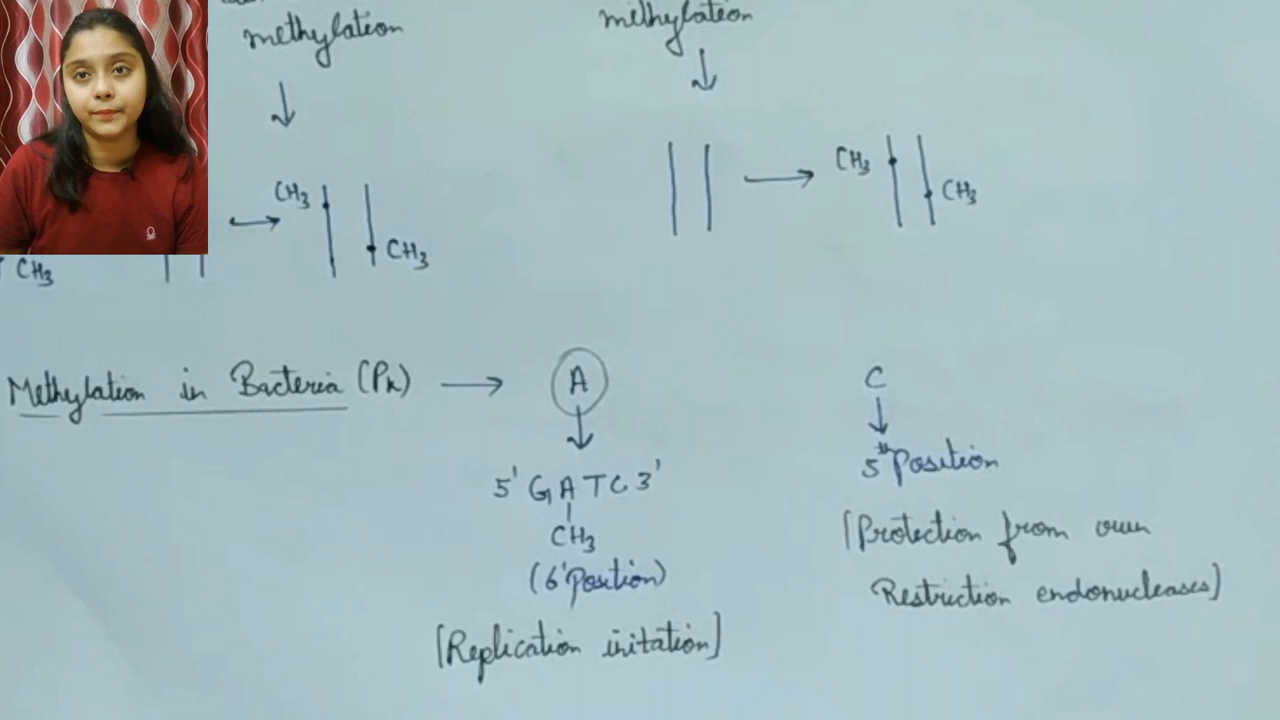 methylation
methylation
CH3
CH3
CH3
CH3
CH3
Methylation in Bacteria (Pk)
A
5' GATC 3'
CH3
(6' Position)
[Replication initation]
C
5th Position
[Protection from own
Restriction endonucleases]